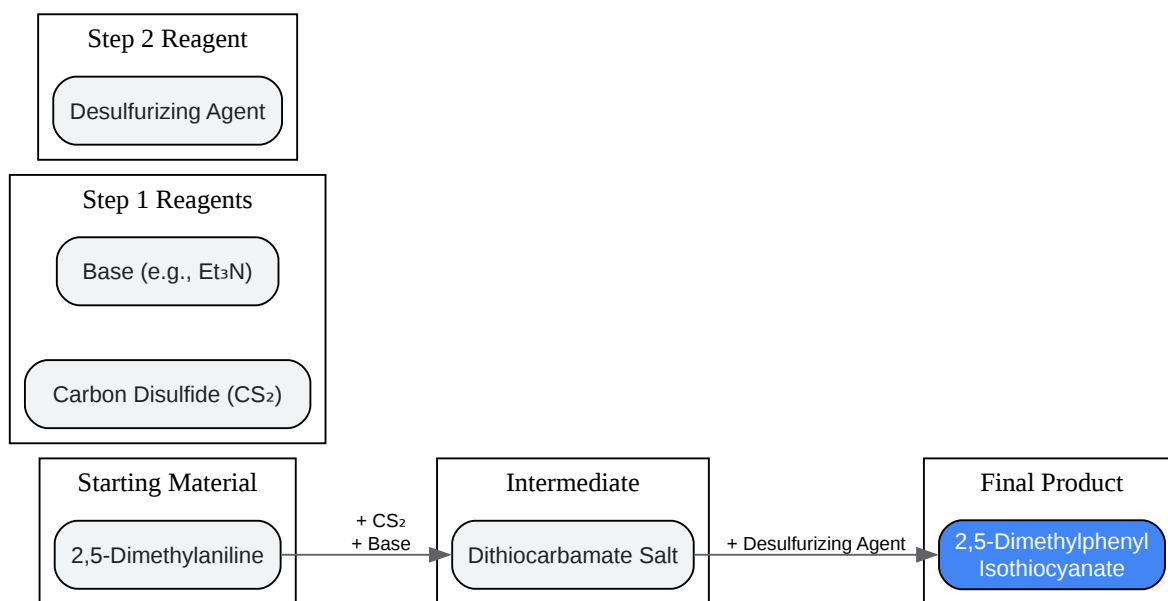 Step 2 Reagent
Desulfurizing Agent
Step 1 Reagents
Base (e.g., Et₃N)
Carbon Disulfide (CS₂)
Starting Material
2,5-Dimethylaniline
+ CS₂
+ Base
Intermediate
Dithiocarbamate Salt
+ Desulfurizing Agent
Final Product
2,5-Dimethylphenyl
Isothiocyanate